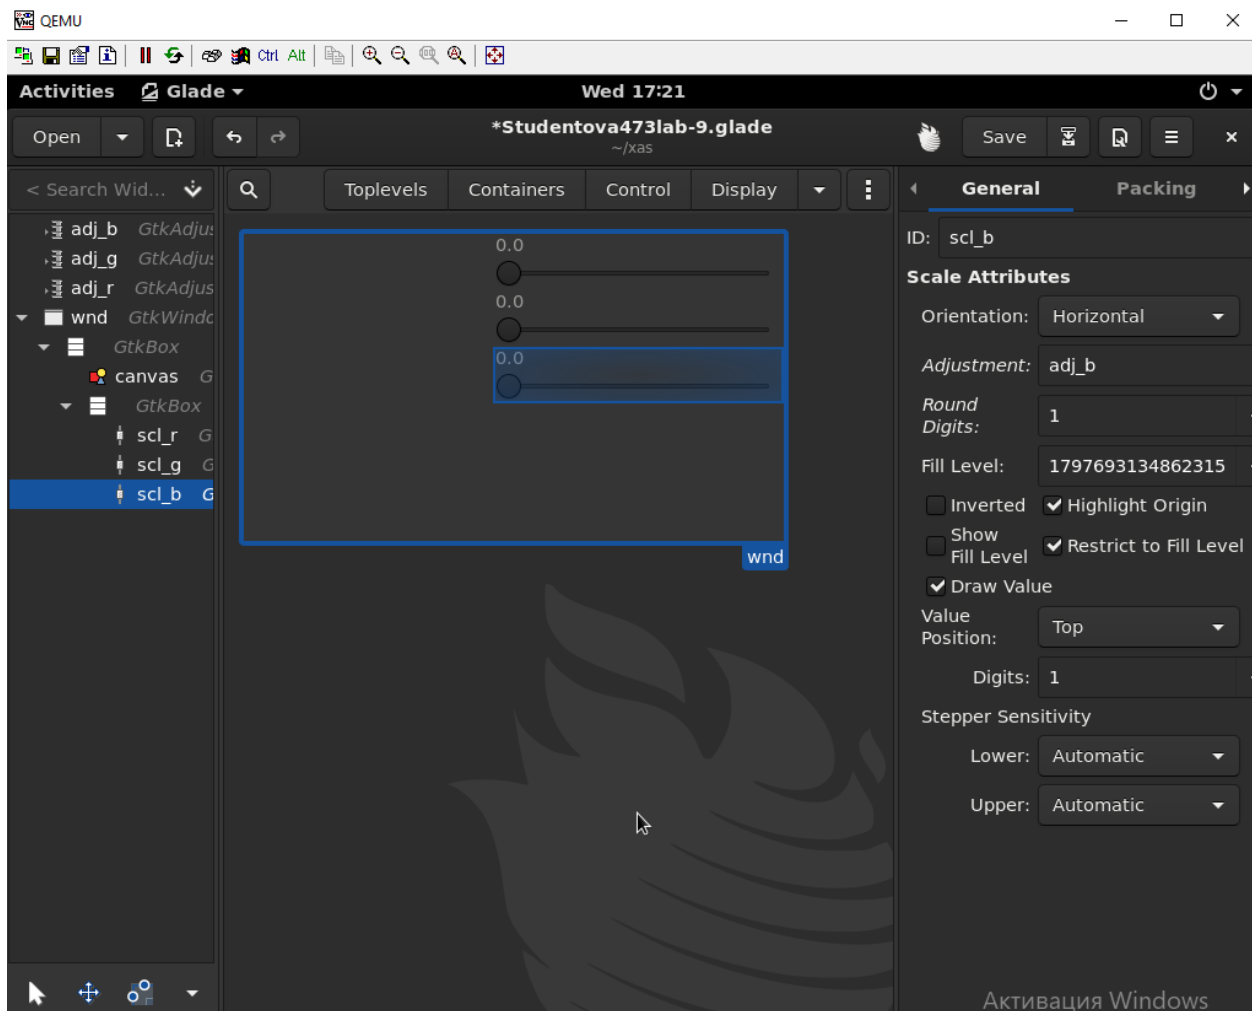 QEMU
Ctrl Alt
Activities Glade Wed 17:21
Open *Studentova473lab-9.glade Save
~/xas
< Search Wid... Toplevels Containers Control Display General Packing
adj_b GtkAdjus
adj_g GtkAdjus
adj_r GtkAdjus
wnd GtkWindo
GtkBox
canvas G
GtkBox
scl_r G
scl_g G
scl_b G
0.0
0.0
0.0
wnd
ID: scl_b
Scale Attributes
Orientation: Horizontal
Adjustment: adj_b
Round Digits: 1
Fill Level: 1797693134862315
Inverted Highlight Origin
Show Fill Level Restrict to Fill Level
Draw Value
Value Position: Top
Digits: 1
Stepper Sensitivity
Lower: Automatic
Upper: Automatic
Активация Windows